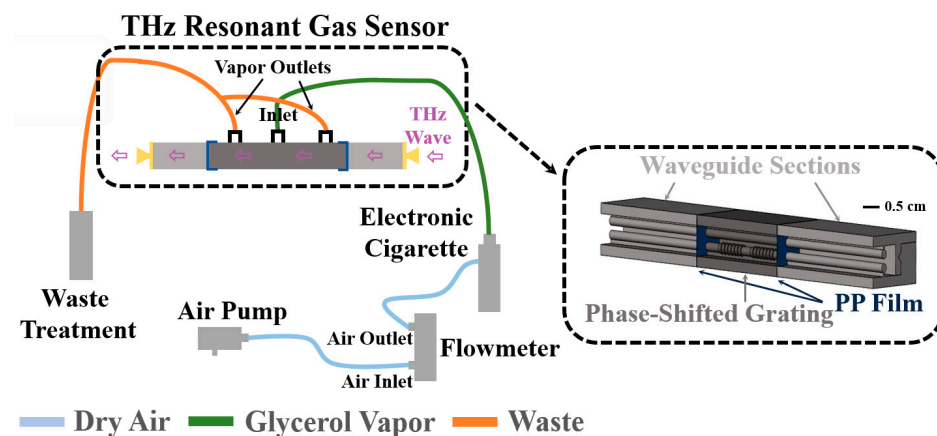 THz Resonant Gas Sensor
Vapor Outlets
Inlet
THz
Wave
Electronic
Cigarette
Waste
Treatment
Air Pump
Air Outlet
Flowmeter
Air Inlet
Waveguide Sections
0.5 cm
PP Film
Phase-Shifted Grating
Dry Air
Glycerol Vapor
Waste